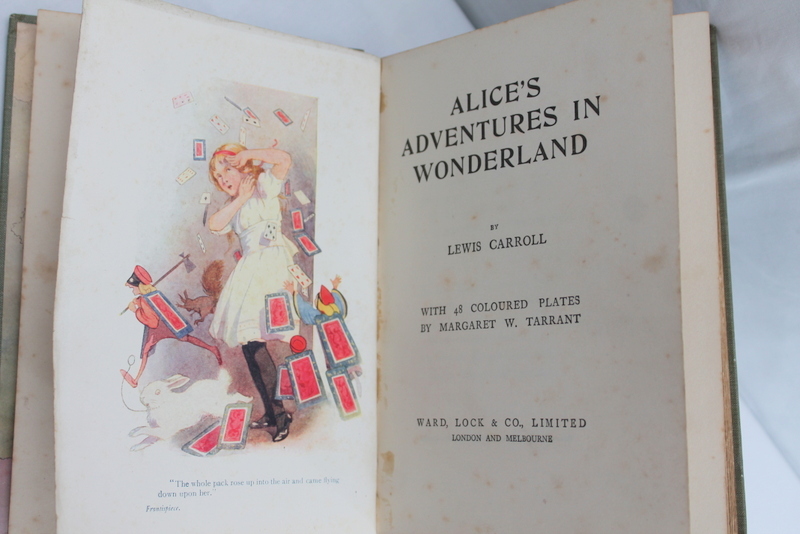 "The whole pack rose up into the air and came flying
down upon her."
Frontispiece.
ALICE'S
ADVENTURES IN
WONDERLAND
BY
LEWIS CARROLL
WITH 48 COLOURED PLATES
BY MARGARET W. TARRANT
WARD, LOCK & CO., LIMITED
LONDON AND MELBOURNE